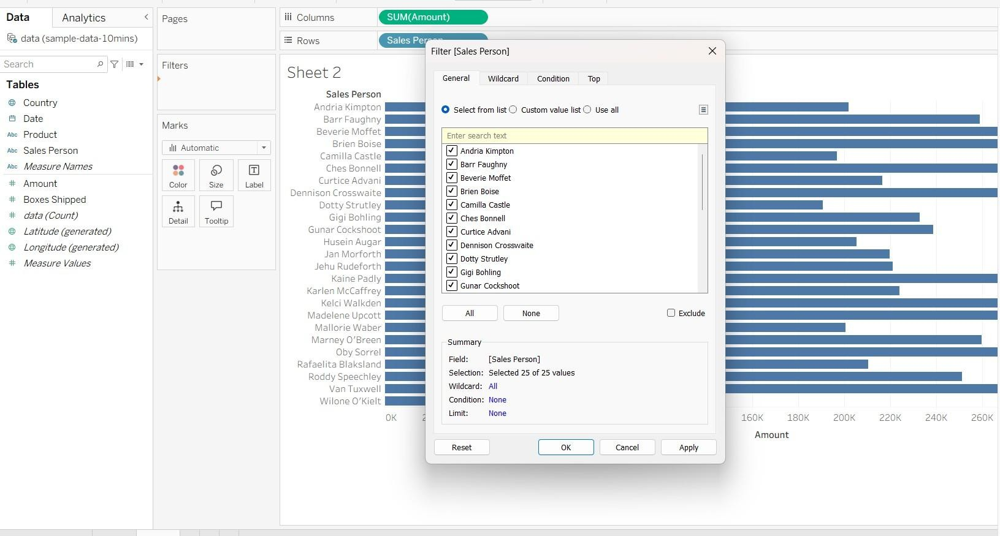 Data
Analytics
data (sample-data-10mins)
Search
Tables
Country
Date
Abc Product
Abc Sales Person
Abc Measure Names
# Amount
# Boxes Shipped
# data (Count)
Latitude (generated)
Longitude (generated)
# Measure Values
Pages
Filters
Marks
Automatic
Color
Size
T
Label
Detail
Tooltip
Columns
SUM(Amount)
Rows
Sales
Sheet 2
Sales Person
Andria Kimpton
Barr Faughny
Beverie Moffet
Brien Boise
Camilla Castle
Ches Bonnell
Curtice Advani
Dennison Crosswaite
Dotty Strutley
Gigi Bohling
Gunar Cockshoot
Husein Augar
Jan Morforth
Jehu Rudeforth
Kaine Padly
Karlen McCaffrey
Kelci Walkden
Madelene Upcott
Mallorie Waber
Marney O'Breen
Oby Sorrel
Rafaelita Blaksland
Roddy Speechley
Van Tuxwell
Wilone O'Kielt
0K
160K 180K 200K 220K 240K 260K
Amount
Filter [Sales Person]
General Wildcard Condition Top
Select from list Custom value list Use all
Enter search text
Andria Kimpton
Barr Faughny
Beverie Moffet
Brien Boise
Camilla Castle
Ches Bonnell
Curtice Advani
Dennison Crosswaite
Dotty Strutley
Gigi Bohling
Gunar Cockshoot
All
None
Exclude
Summary
Field: [Sales Person]
Selection: Selected 25 of 25 values
Wildcard: All
Condition: None
Limit: None
Reset
OK
Cancel
Apply